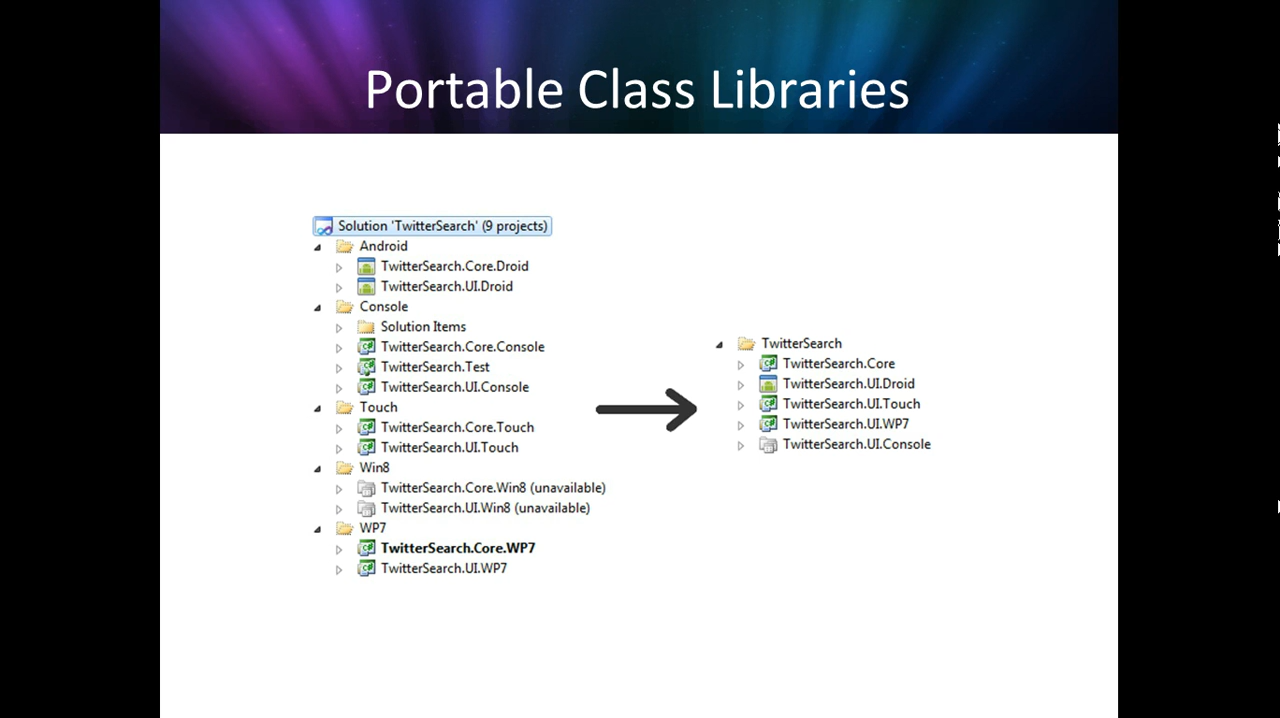 Portable Class Libraries
Solution 'TwitterSearch' (9 projects)
Android
TwitterSearch.Core.Droid
TwitterSearch.UI.Droid
Console
Solution Items
TwitterSearch.Core.Console
TwitterSearch.Test
TwitterSearch.UI.Console
Touch
TwitterSearch.Core.Touch
TwitterSearch.UI.Touch
Win8
TwitterSearch.Core.Win8 (unavailable)
TwitterSearch.UI.Win8 (unavailable)
WP7
TwitterSearch.Core.WP7
TwitterSearch.UI.WP7
TwitterSearch
TwitterSearch.Core
TwitterSearch.UI.Droid
TwitterSearch.UI.Touch
TwitterSearch.UI.WP7
TwitterSearch.UI.Console